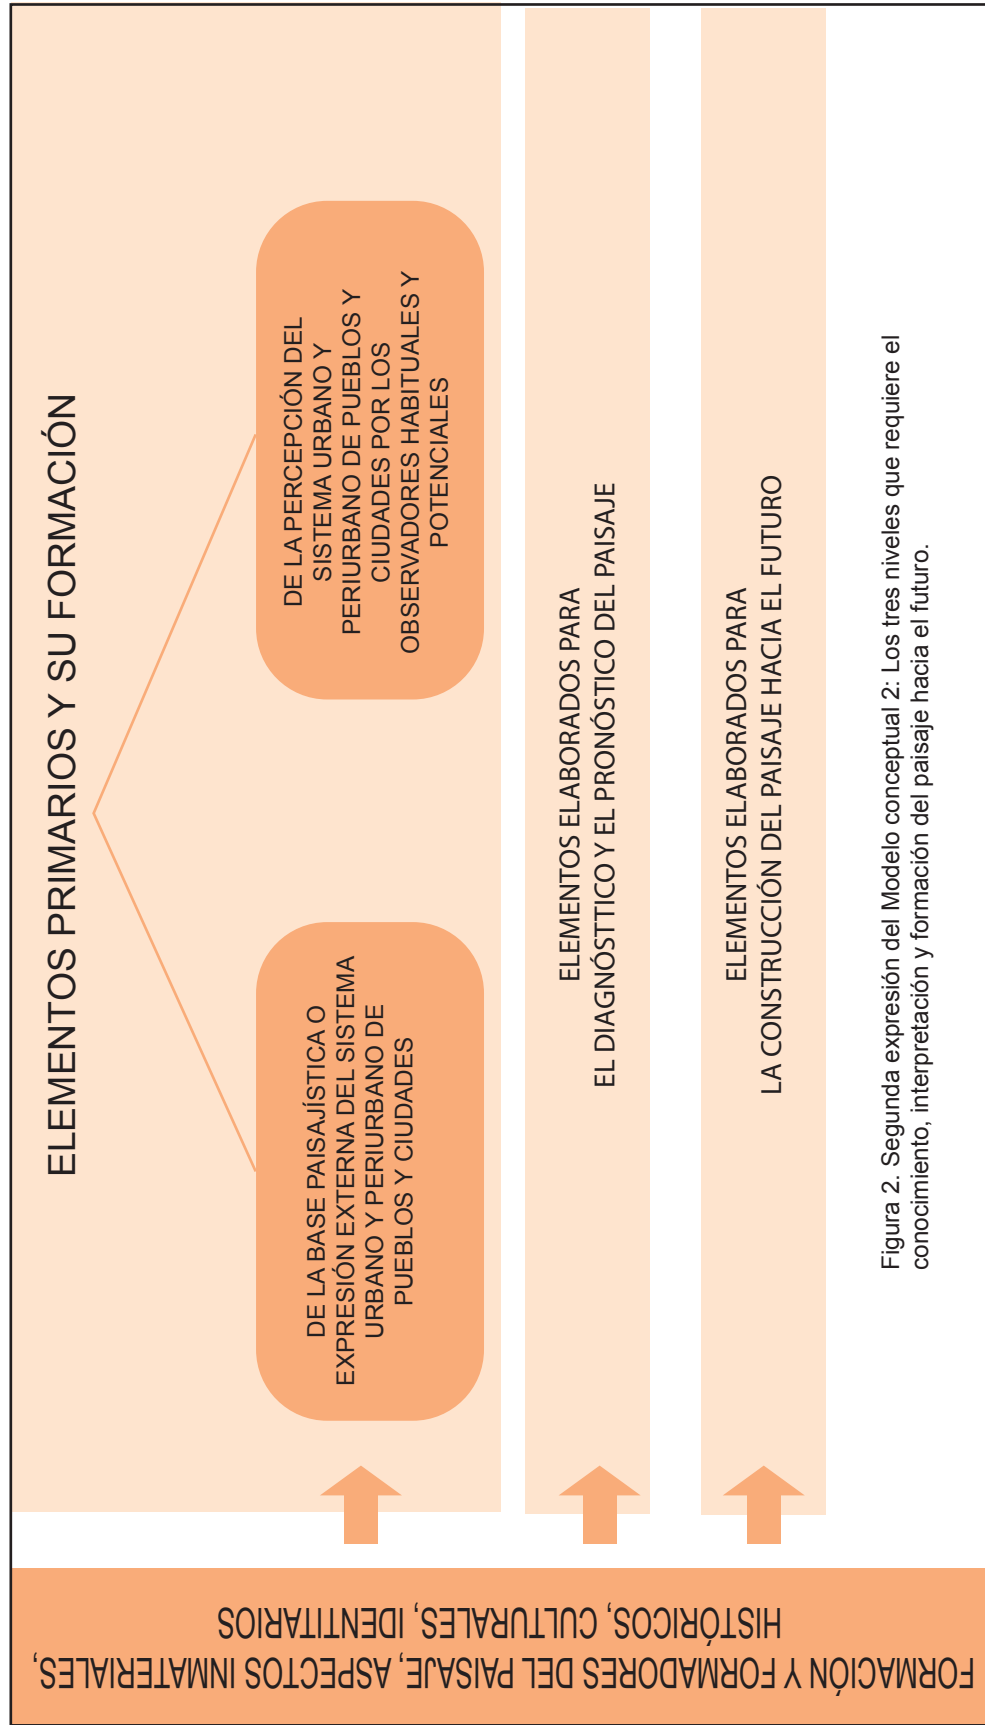 ELEMENTOS PRIMARIOS Y SU FORMACIÓN
DE LA BASE PAISAJÍSTICA O
EXPRESIÓN EXTERNA DEL SISTEMA
URBANO Y PERIURBANO DE
PUEBLOS Y CIUDADES
DE LA PERCEPCIÓN DEL
SISTEMA URBANO Y
PERIURBANO DE PUEBLOS Y
CIUDADES POR LOS
OBSERVADORES HABITUALES Y
POTENCIALES
ELEMENTOS ELABORADOS PARA
EL DIAGNÓSTTICO Y EL PRONÓSTICO DEL PAISAJE
ELEMENTOS ELABORADOS PARA
LA CONSTRUCCIÓN DEL PAISAJE HACIA EL FUTURO
FORMACIÓN Y FORMADORES DEL PAISAJE, ASPECTOS INMATERIALES,
HISTÓRICOS, CULTURALES, IDENTITARIOS
Figura 2. Segunda expresión del Modelo conceptual 2: Los tres niveles que requiere el
conocimiento, interpretación y formación del paisaje hacia el futuro.